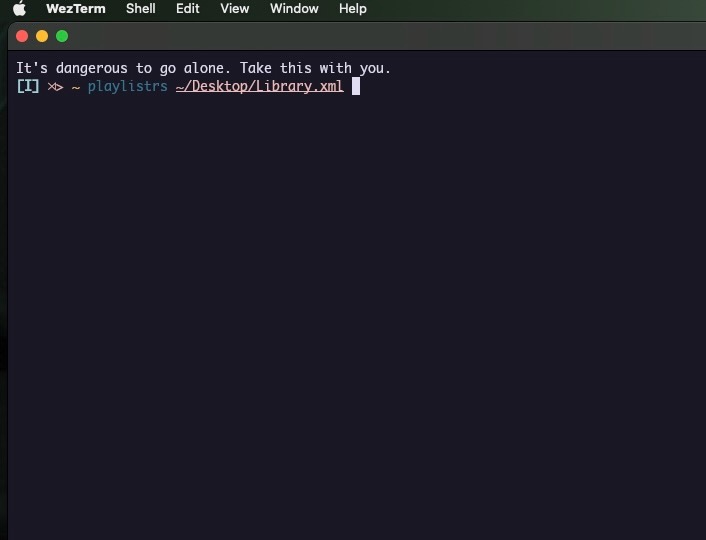 WezTerm Shell Edit View Window Help
It's dangerous to go alone. Take this with you.
[I] ⋊> ~ playlistrs ~/Desktop/Library.xml